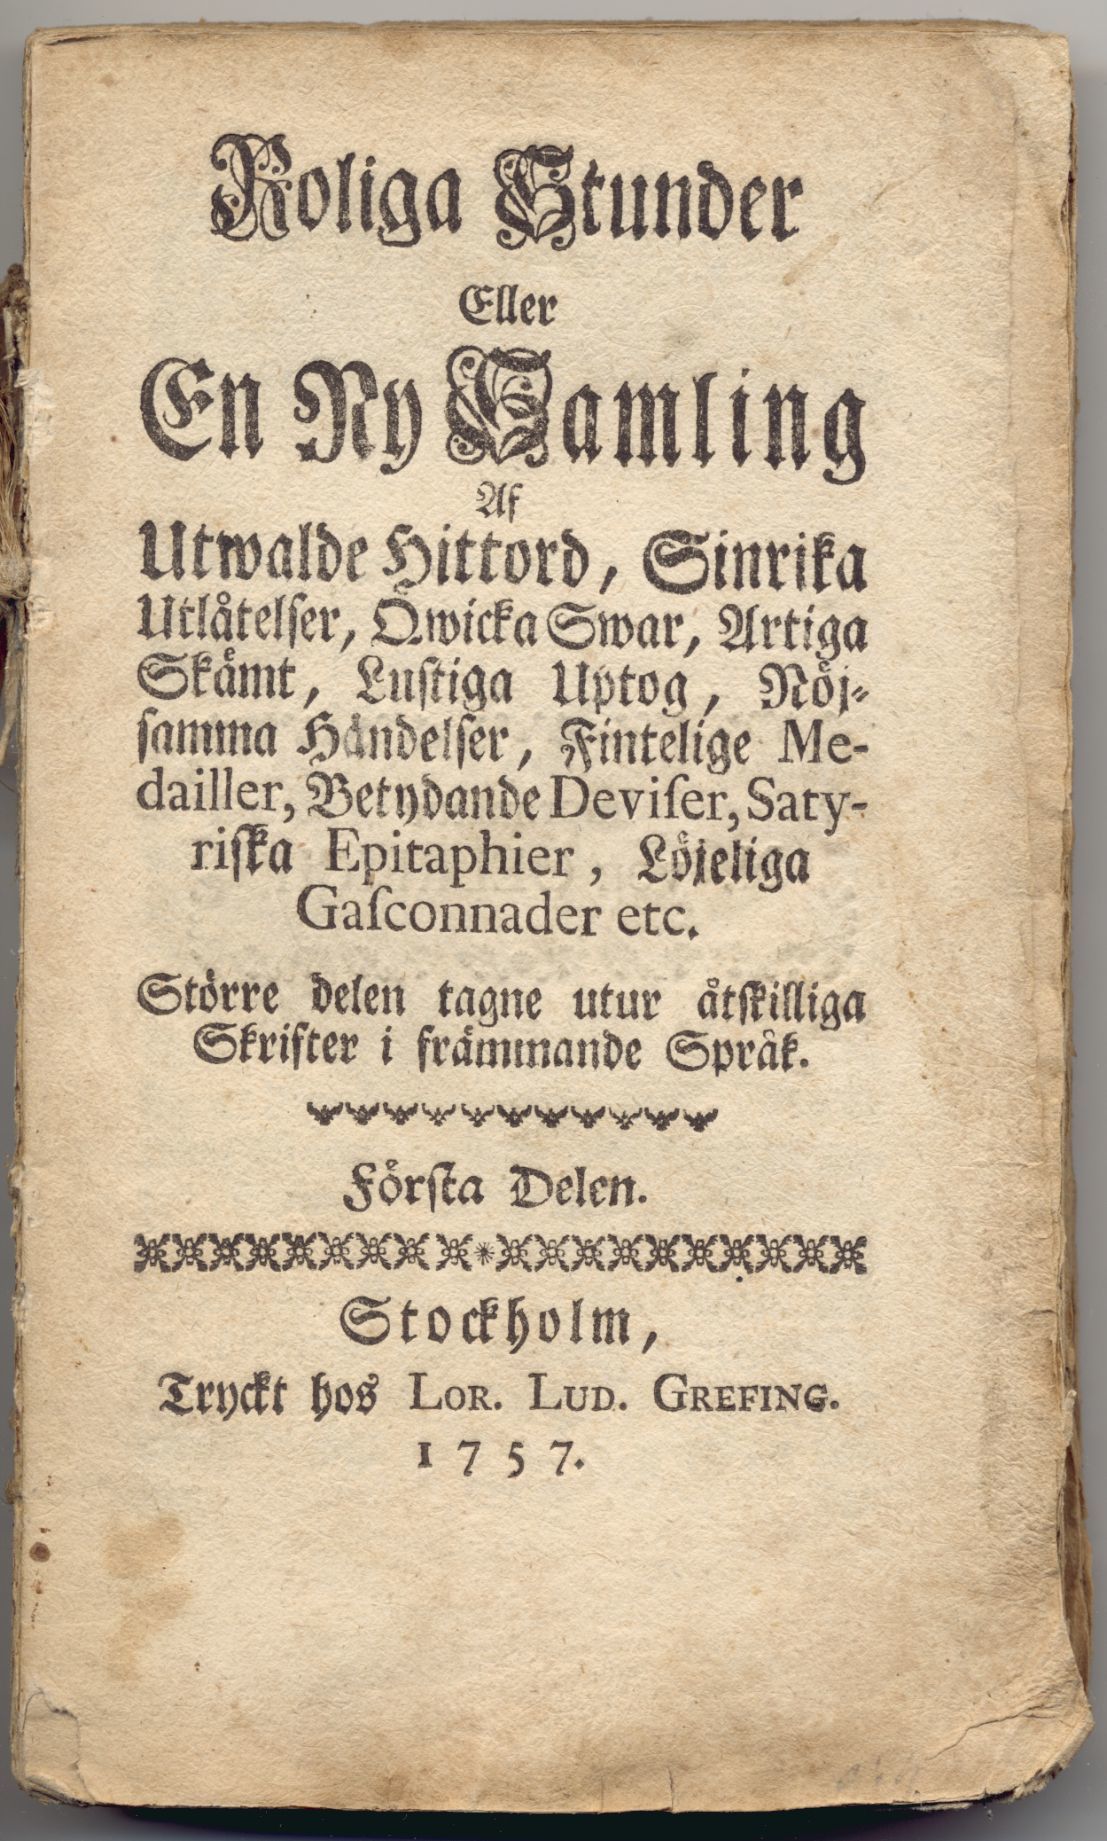 Roliga Stunder
Eller
En Ny Samling
Af
Utwalde Hittord, Sinrika
Utlåtelſer, Qwicka Swar, Artiga
Skämt, Luſtiga Uptog, Nöj-
ſamma Händelſer, Fintelige Me-
dailler, Betydande Deviſer, Saty-
riſka Epitaphier, Löjeliga
Gaſconnader etc.
Större delen tagne utur åtſkilliga
Skrifter i främmande Språk.
Förſta Delen.
Stockholm,
Tryckt hos LOR. LUD. GREFING.
1757.